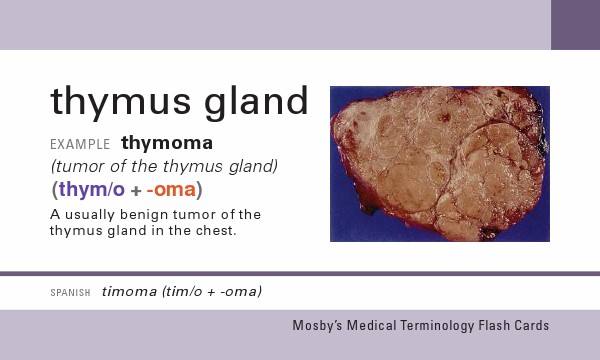 thymus gland
EXAMPLE thymoma
(tumor of the thymus gland)
(thym/o + -oma)
A usually benign tumor of the
thymus gland in the chest.
SPANISH timoma (tim/o + -oma)
Mosby's Medical Terminology Flash Cards